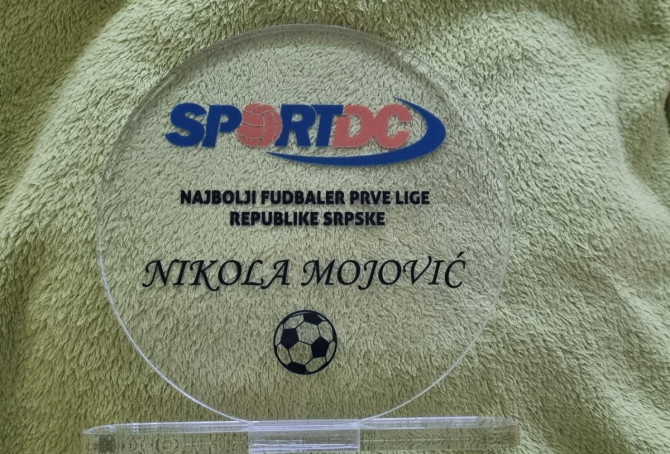 SPORTDC
NAJBOLJI FUDBALER PRVE LIGE
REPUBLIKE SRPSKE
NIKOLA MOJOVIĆ